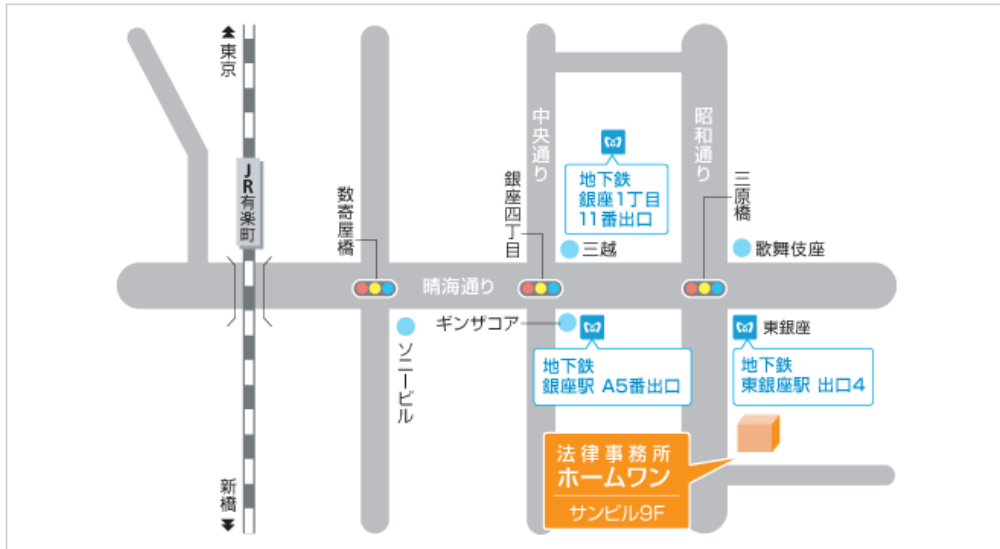 東京
JR有楽町
新橋
数寄屋橋
銀座四丁目
中央通り
昭和通り
三原橋
地下鉄
銀座1丁目
11番出口
三越
歌舞伎座
晴海通り
ギンザコア
ソニービル
東銀座
地下鉄
銀座駅 A5番出口
地下鉄
東銀座駅 出口4
法律事務所
ホームワン
サンビル9F